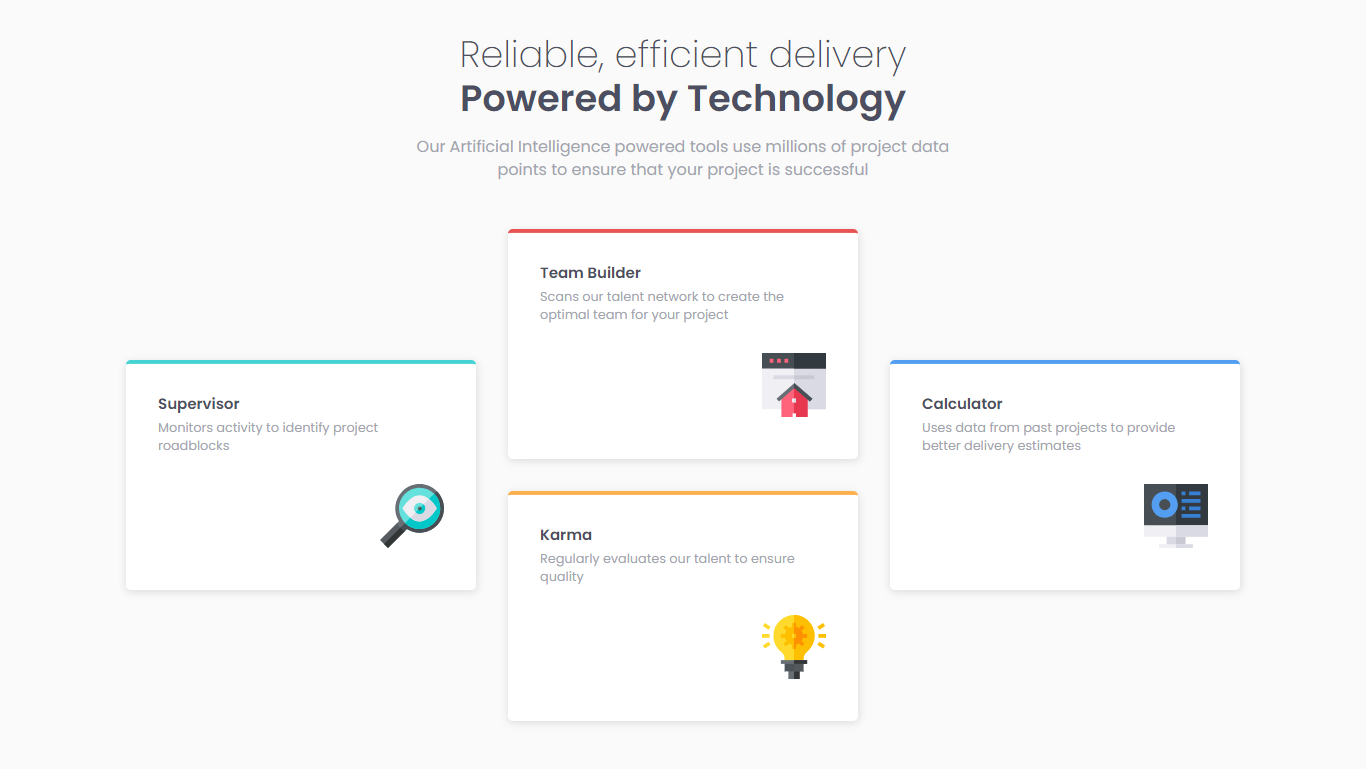 Reliable, efficient delivery
Powered by Technology
Our Artificial Intelligence powered tools use millions of project data
points to ensure that your project is successful
Team Builder
Scans our talent network to create the
optimal team for your project
Supervisor
Monitors activity to identify project
roadblocks
Calculator
Uses data from past projects to provide
better delivery estimates
Karma
Regularly evaluates our talent to ensure
quality